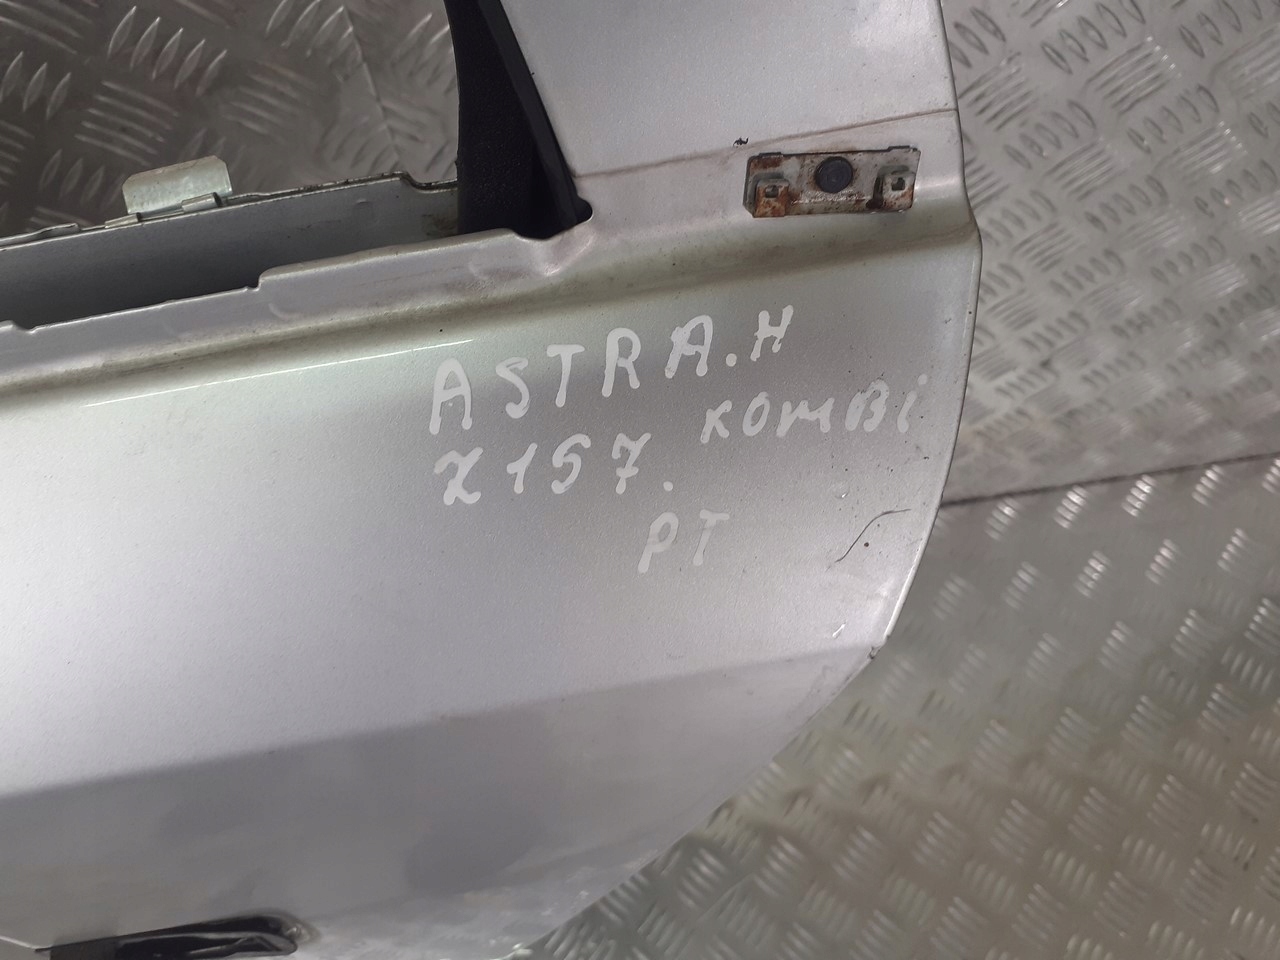 ASTRA.H
KOMBi
Z157.
PT